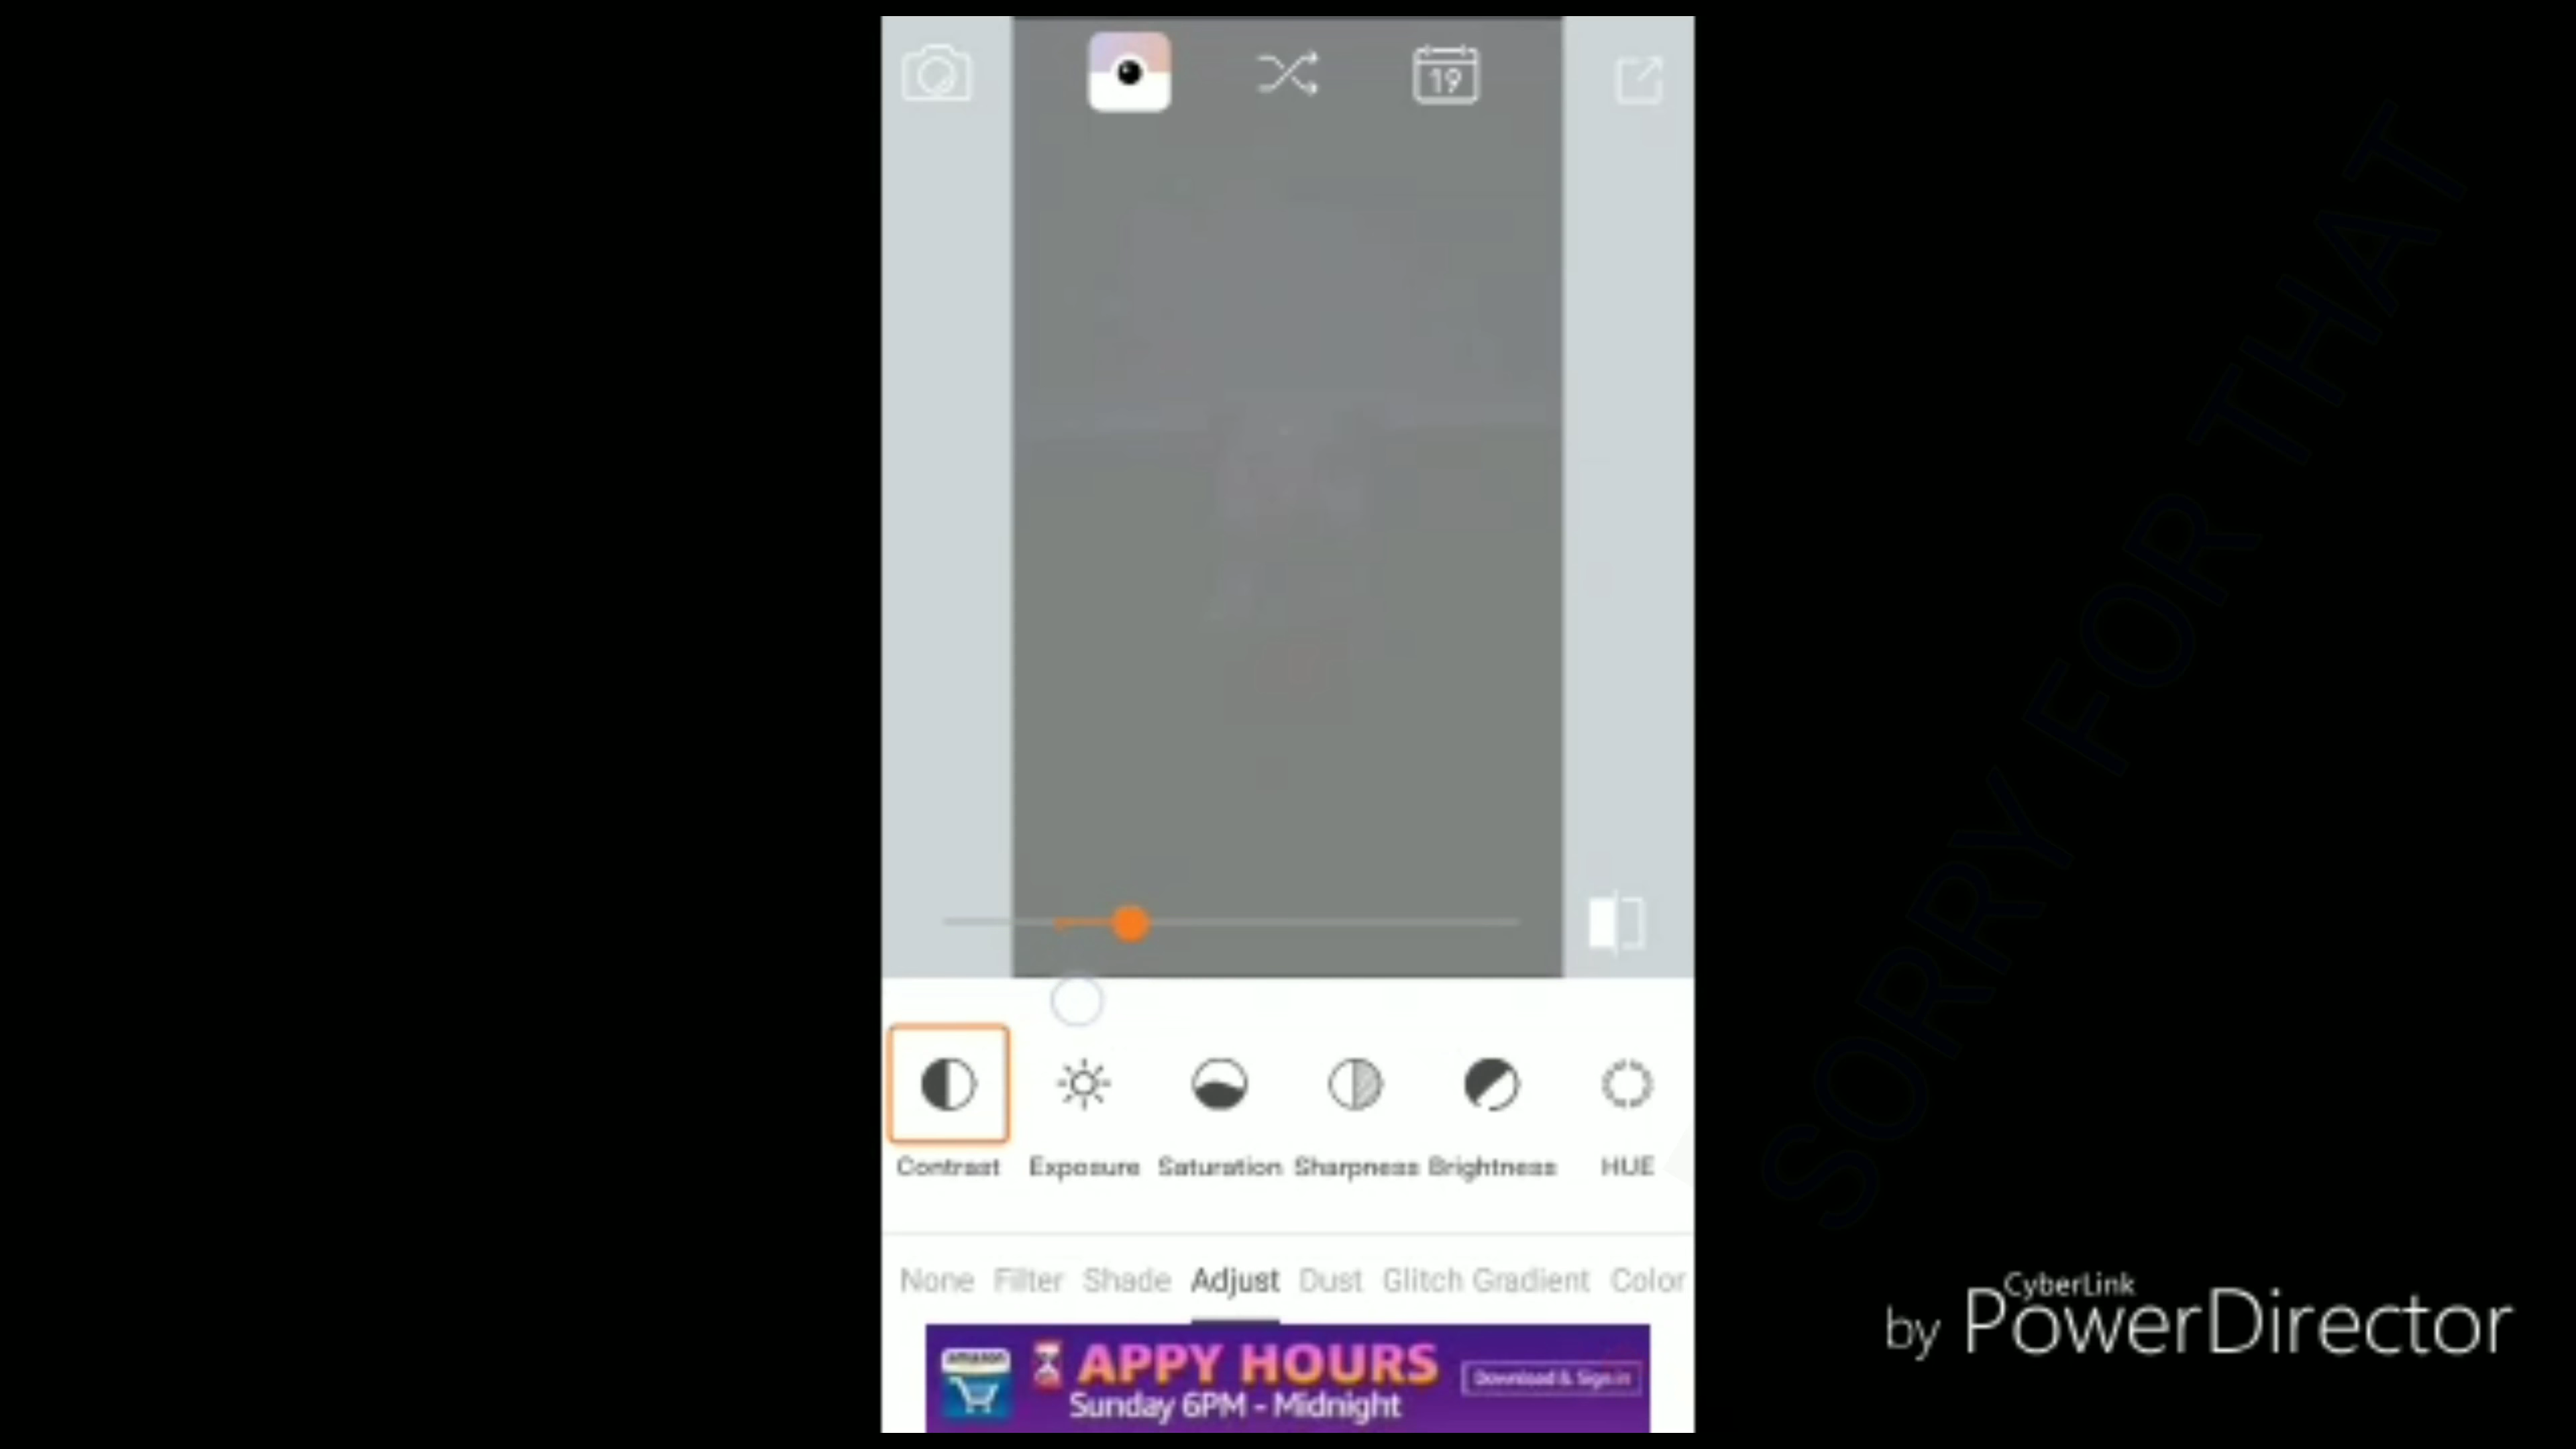 19
SORRY FOR THAT
Contrast Exposure Saturation Sharpness Brightness HUE
None Filter Shade Adjust Dust Glitch Gradient Color
amazon
APPY HOURS
Sunday 6PM - Midnight
Download & Sign in
by CyberLink PowerDirector